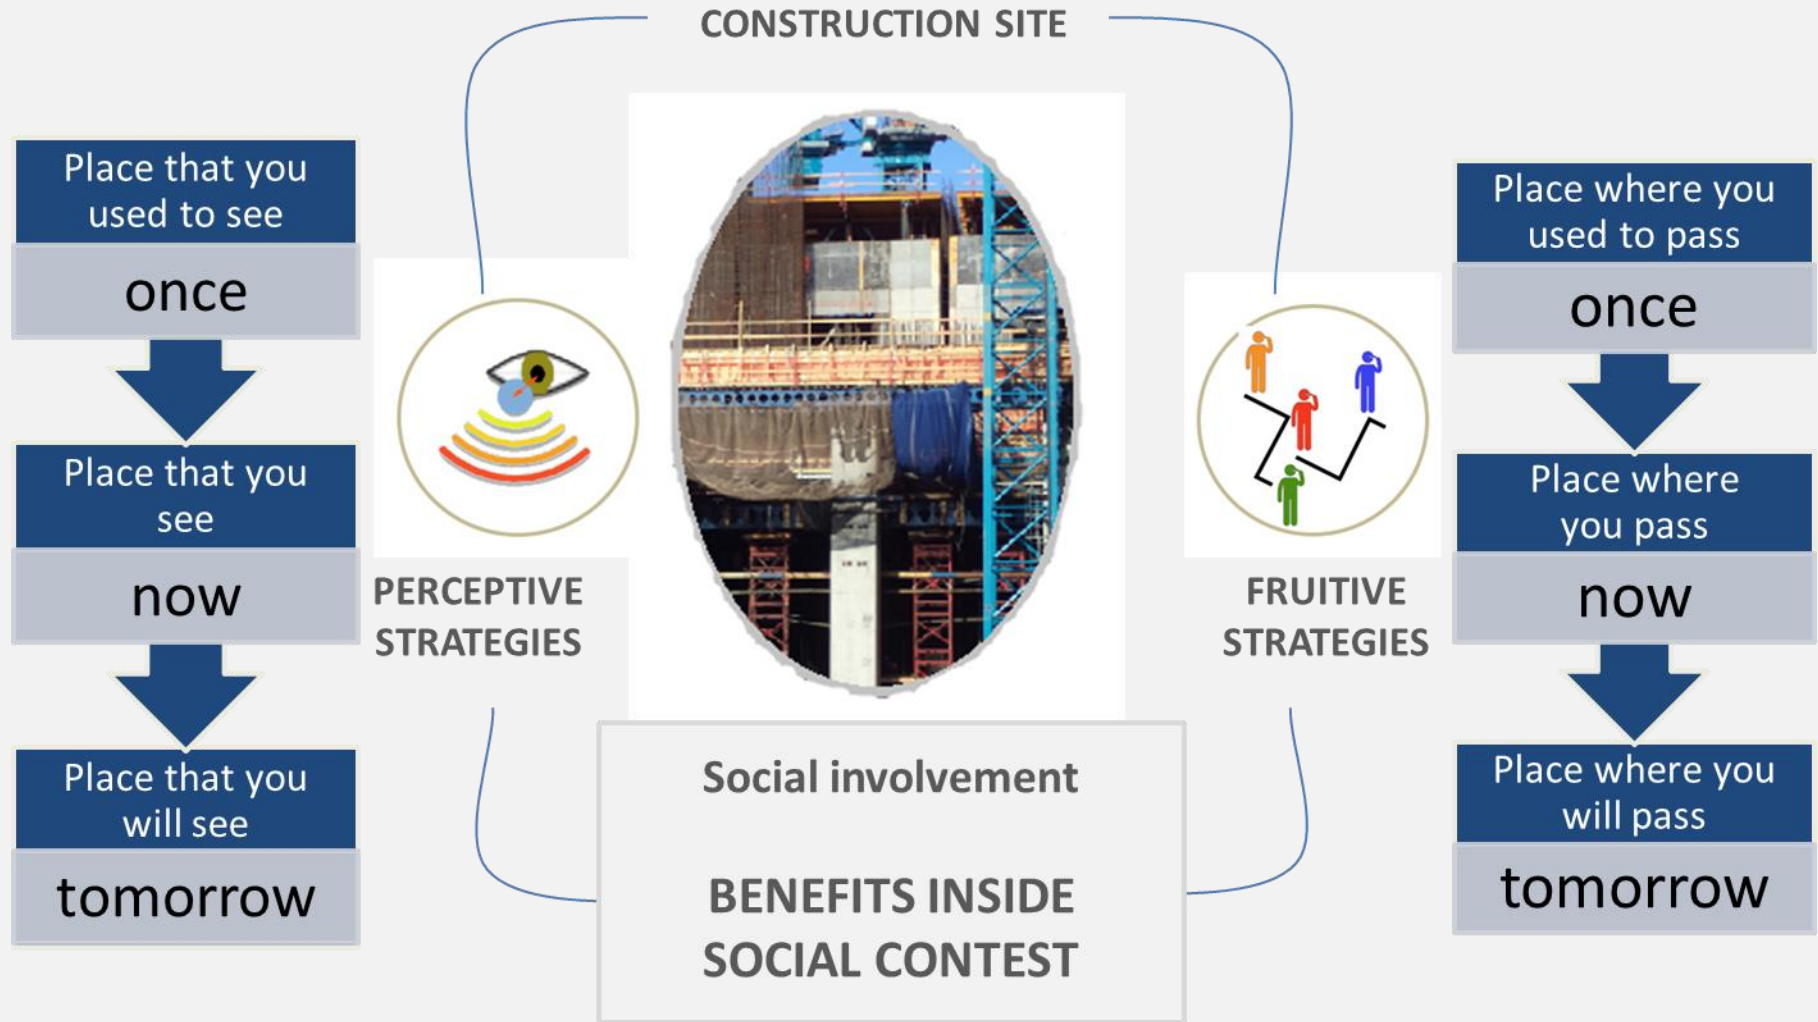 CONSTRUCTION SITE
Place that you
used to see
once
Place that you
see
now
Place that you
will see
tomorrow
PERCEPTIVE
STRATEGIES
FRUITIVE
STRATEGIES
Social involvement
BENEFITS INSIDE
SOCIAL CONTEST
Place where you
used to pass
once
Place where
you pass
now
Place where you
will pass
tomorrow